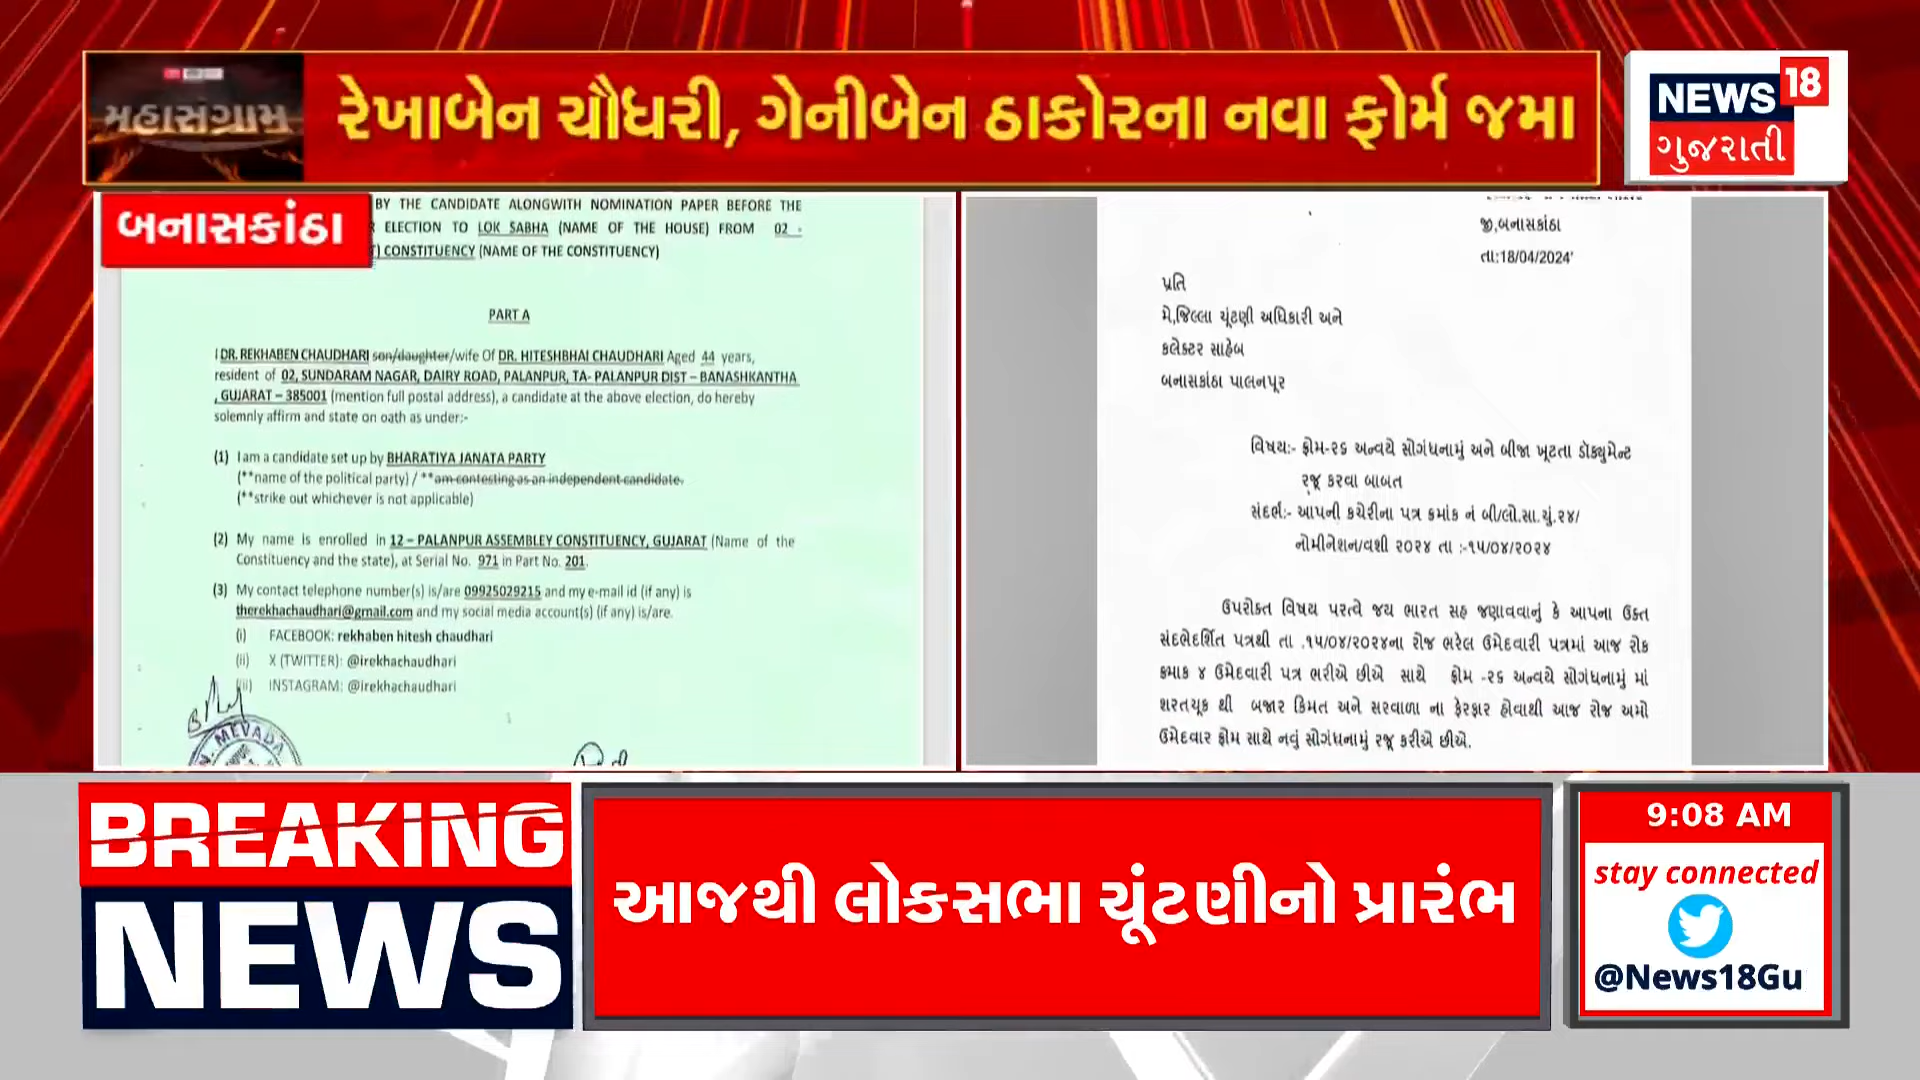 મહાસંગ્રામ
રેખાબેન ચૌધરી, ગેનીબેન ઠાકોરના નવા ફોર્મ જમા
NEWS 18
ગુજરાતી
બનાસકાંઠા
BY THE CANDIDATE ALONGWITH NOMINATION PAPER BEFORE THE
ELECTION TO LOK SABHA (NAME OF THE HOUSE) FROM 02 -
) CONSTITUENCY (NAME OF THE CONSTITUENCY)
PART A
I DR. REKHABEN CHAUDHARI son/daughter/wife Of DR. HITESHBHAI CHAUDHARI Aged 44 years,
resident of 02, SUNDARAM NAGAR, DAIRY ROAD, PALANPUR, TA- PALANPUR DIST – BANASHKANTHA
, GUJARAT – 385001 (mention full postal address), a candidate at the above election, do hereby
solemnly affirm and state on oath as under:-
(1) I am a candidate set up by BHARATIYA JANATA PARTY
(**name of the political party) / **am contesting as an independent candidate.
(**strike out whichever is not applicable)
(2) My name is enrolled in 12 – PALANPUR ASSEMBLY CONSTITUENCY, GUJARAT (Name of the
Constituency and the state), at Serial No. 971 in Part No. 201.
(3) My contact telephone number(s) is/are 09925029215 and my e-mail id (if any) is
therekhachaudhari@gmail.com and my social media account(s) (if any) is/are.
(i) FACEBOOK: rekhaben hitesh chaudhari
(ii) X (TWITTER): @irekhachaudhari
(iii) INSTAGRAM: @irekhachaudhari
N. MEVADA
જી,બનાસકાંઠા
તા:18/04/2024'
પ્રતિ
મે,જિલ્લા ચૂંટણી અધિકારી અને
કલેક્ટર સાહેબ
બનાસકાંઠા પાલનપૂર
વિષય:- ફોમ-૨૬ અન્વયે સોગંધનામું અને બીજા ખૂટતા ડૉક્યુમેન્ટ
રજૂ કરવા બાબત
સંદર્ભ:- આપની કચેરીના પત્ર ક્રમાંક નં બી/લો.સા.ચું.૨૪/
નોમીનેશન/વશી ૨૦૨૪ તા :-૧૫/૦૪/૨૦૨૪
ઉપરોક્ત વિષય પરત્વે જય ભારત સહ જણાવવાનું કે આપના ઉક્ત
સંદભેદર્શિત પત્રથી તા .૧૫/૦૪/૨૦૨૪ના રોજ ભરેલ ઉમેદવારી પત્રમાં આજ રોક
ક્રમાક ૪ ઉમેદવારી પત્ર ભરીએ છીએ સાથે ફોમ -૨૬ અન્વયે સોગંધનામું માં
શરતચૂક થી બજાર કિંમત અને સરવાળા ના ફેરફાર હોવાથી આજ રોજ અમો
ઉમેદવાર ફોમ સાથે નવું સોગંધનામું રજૂ કરીએ છીએ.
BREAKING
NEWS
આજથી લોકસભા ચૂંટણીનો પ્રારંભ
9:08 AM
stay connected
@News18Gu